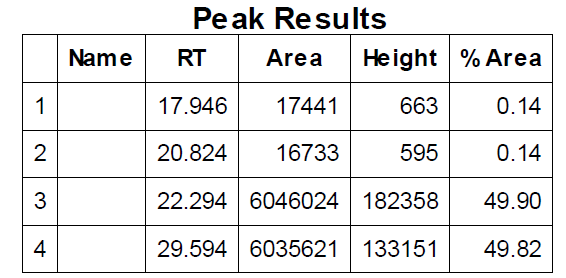 Peak Results
Name RT Area Height % Area
1 17.946 17441 663 0.14
2 20.824 16733 595 0.14
3 22.294 6046024 182358 49.90
4 29.594 6035621 133151 49.82